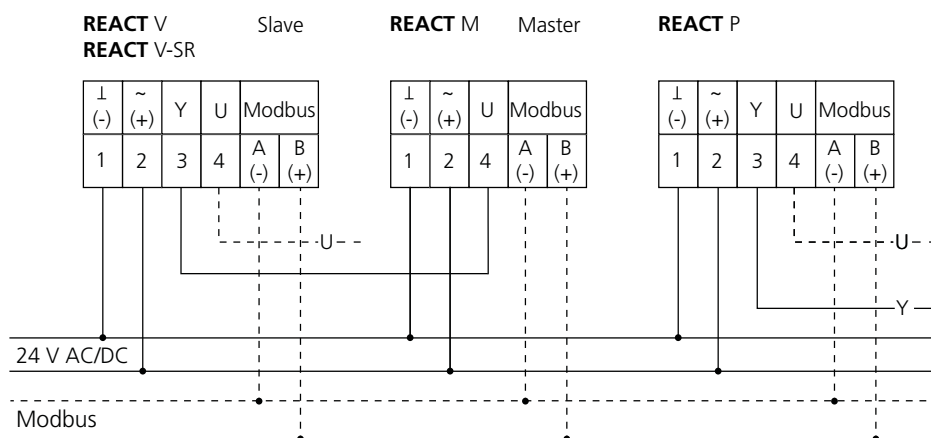 REACT V Slave REACT M Master REACT P
REACT V-SR
⊥ ~ Y U Modbus ⊥ ~ U Modbus ⊥ ~ Y U Modbus
(-) (+) (-) (+) (-) (+)
1 2 3 4 A B 1 2 4 A B 1 2 3 4 A B
(-) (+) (-) (+) (-) (+)
U U
Y
24 V AC/DC
Modbus